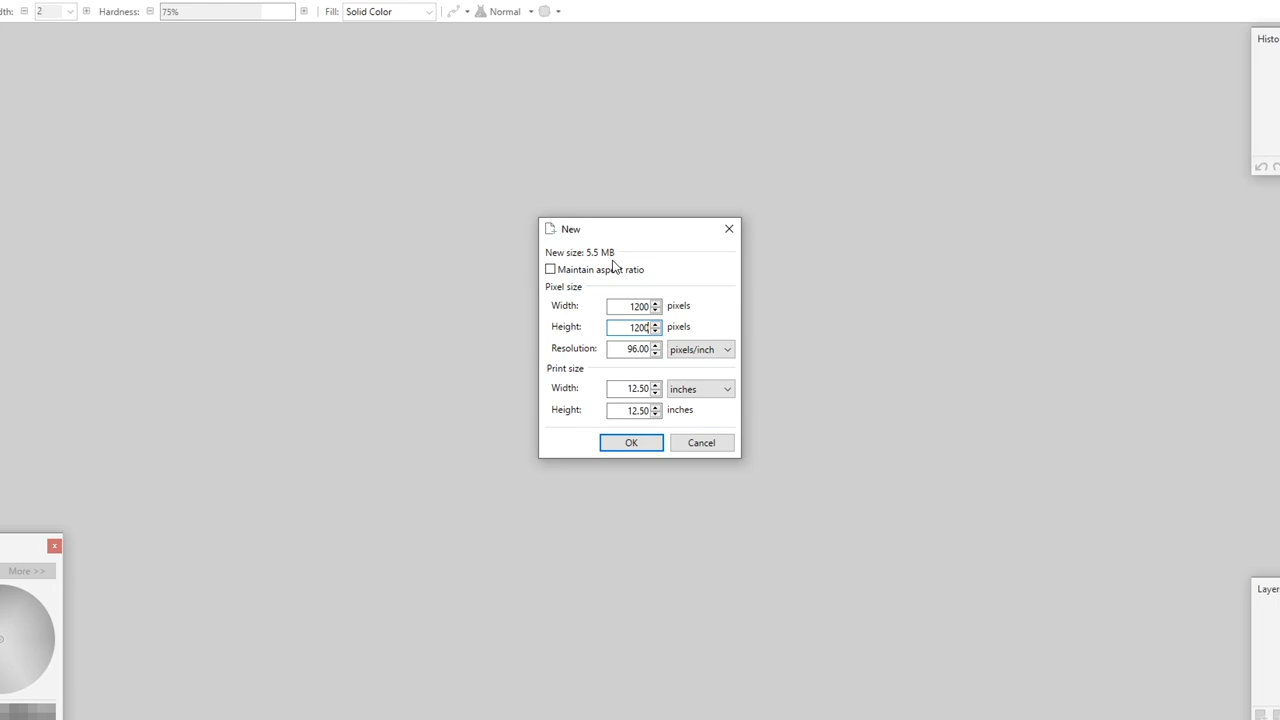 dth: 2 Hardness: 75% Fill: Solid Color Normal
Histo
New
New size: 5.5 MB
Maintain aspect ratio
Pixel size
Width: 1200 pixels
Height: 1200 pixels
Resolution: 96.00 pixels/inch
Print size
Width: 12.50 inches
Height: 12.50 inches
OK Cancel
More >>
Layer